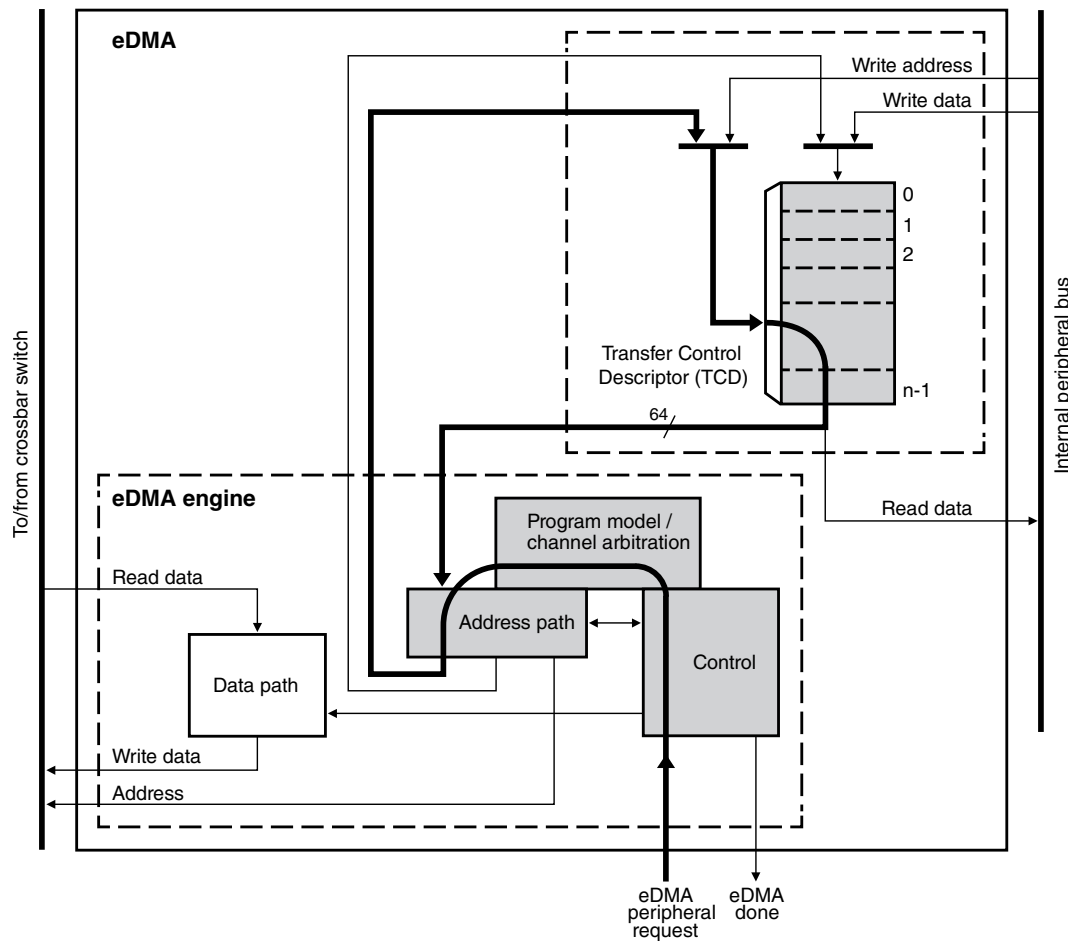 eDMA
Write address
Write data
0
1
2
n-1
Transfer Control
Descriptor (TCD)
64
To/from crossbar switch
Internal peripheral bus
eDMA engine
Program model /
channel arbitration
Read data
Read data
Address path
Control
Data path
Write data
Address
eDMA
peripheral
request
eDMA
done